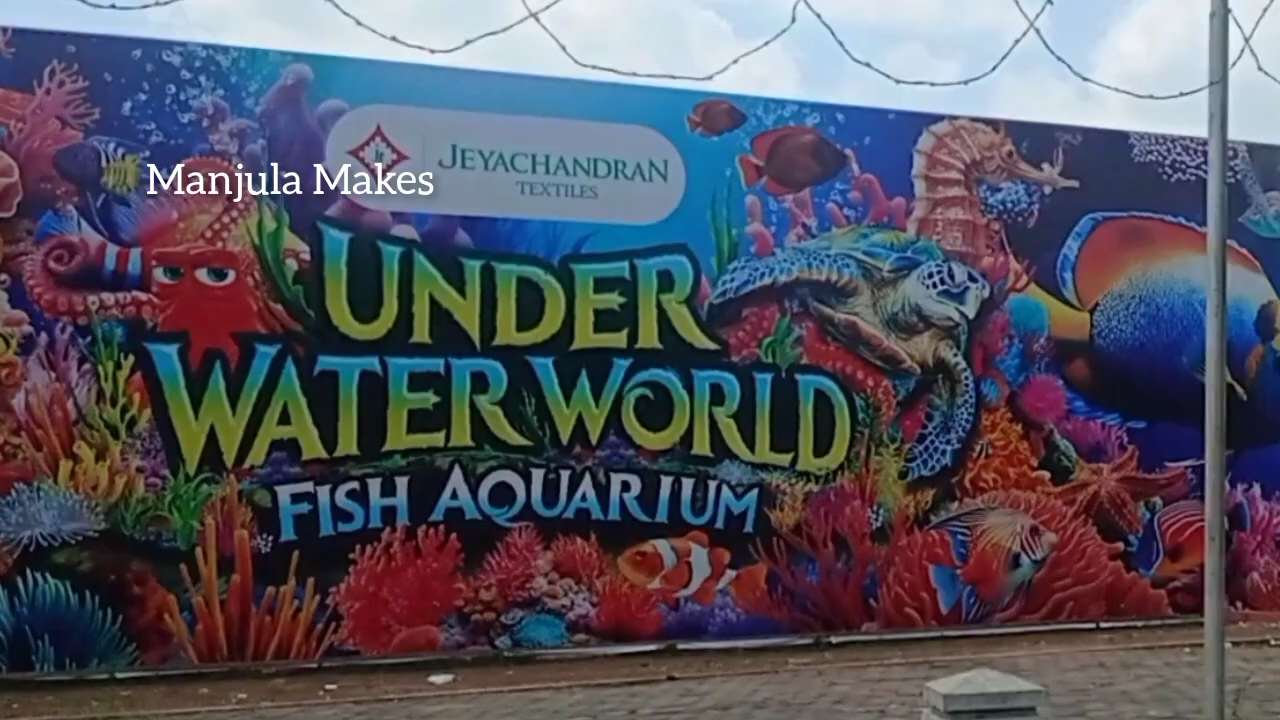 Manjula Makes
JEYACHANDRAN
TEXTILES
UNDER
WATER WORLD
FISH AQUARIUM